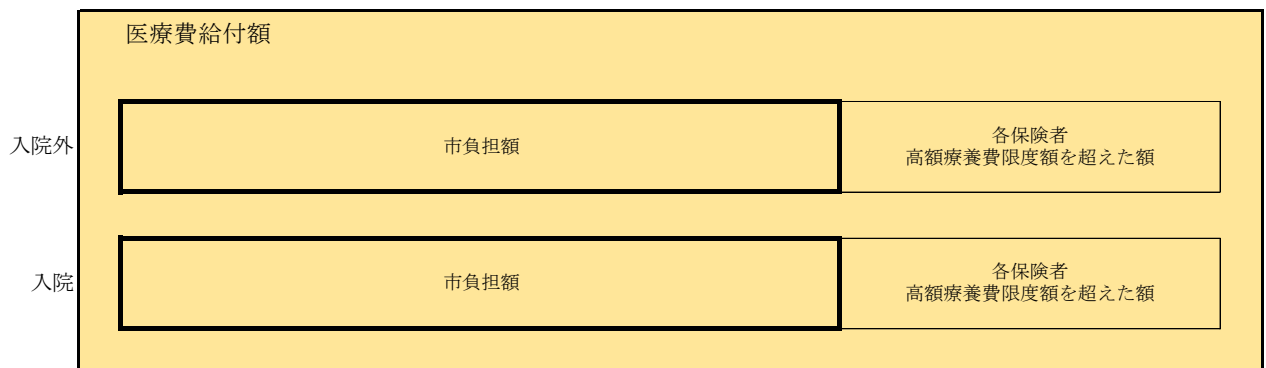 医療費給付額
入院外
市負担額
各保険者
高額療養費限度額を超えた額
入院
市負担額
各保険者
高額療養費限度額を超えた額